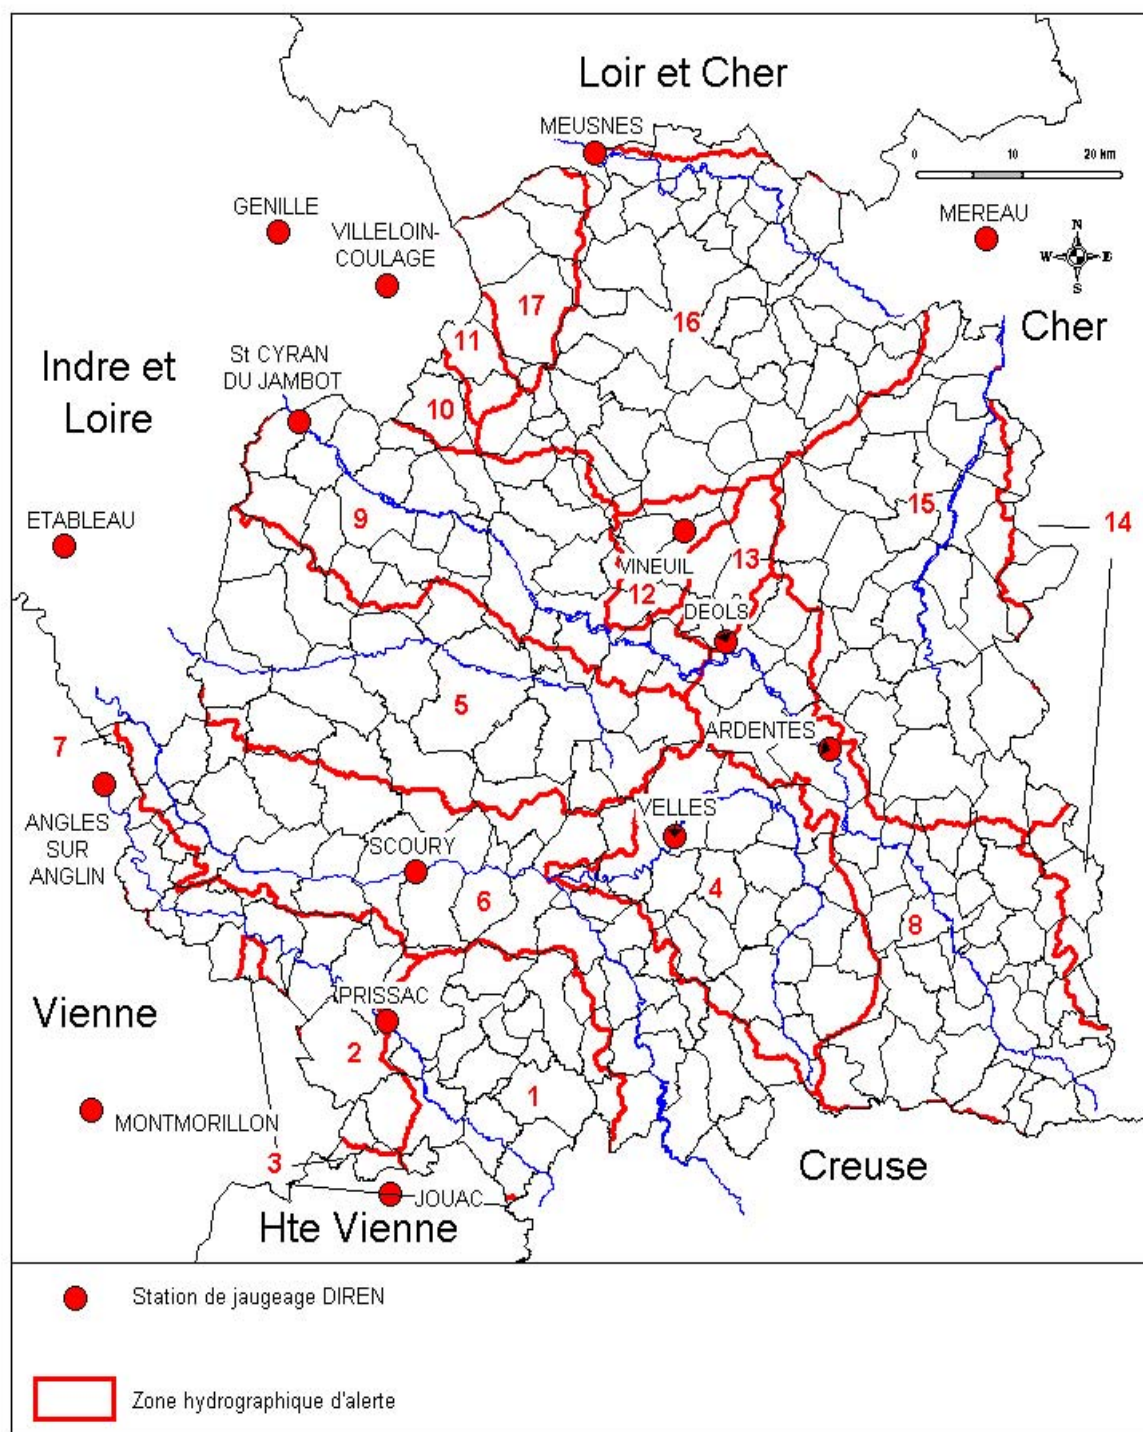 Loir et Cher
MEUSNES
0 10 20 km
GENILLE
VILLELOIN-
COULAGE
MEREAU
N
W E
S
17
16
11
Cher
Indre et
Loire
St CYRAN
DU JAMBOT
10
15
9
14
ETABLEAU
13
VINEUIL
12
DEOLS
5
7
ARDENTES
ANGLES
SUR
ANGLIN
VELLES
SCOURY
6
4
8
Vienne
PRISSAC
2
1
MONTMORILLON
3
Creuse
JOUAC
Hte Vienne
Station de jaugeage DIREN
Zone hydrographique d'alerte